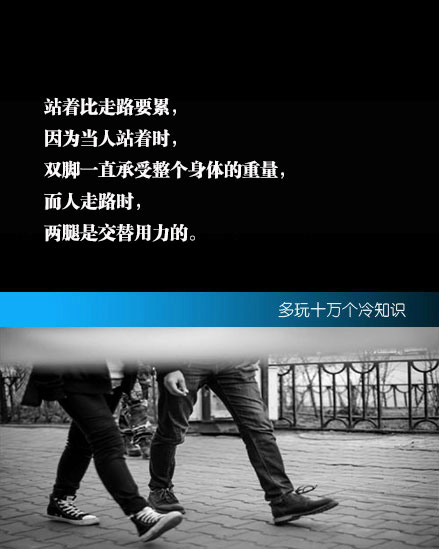 站着比走路要累，
因为当人站着时，
双脚一直承受整个身体的重量，
而人走路时，
两腿是交替用力的。
多玩十万个冷知识